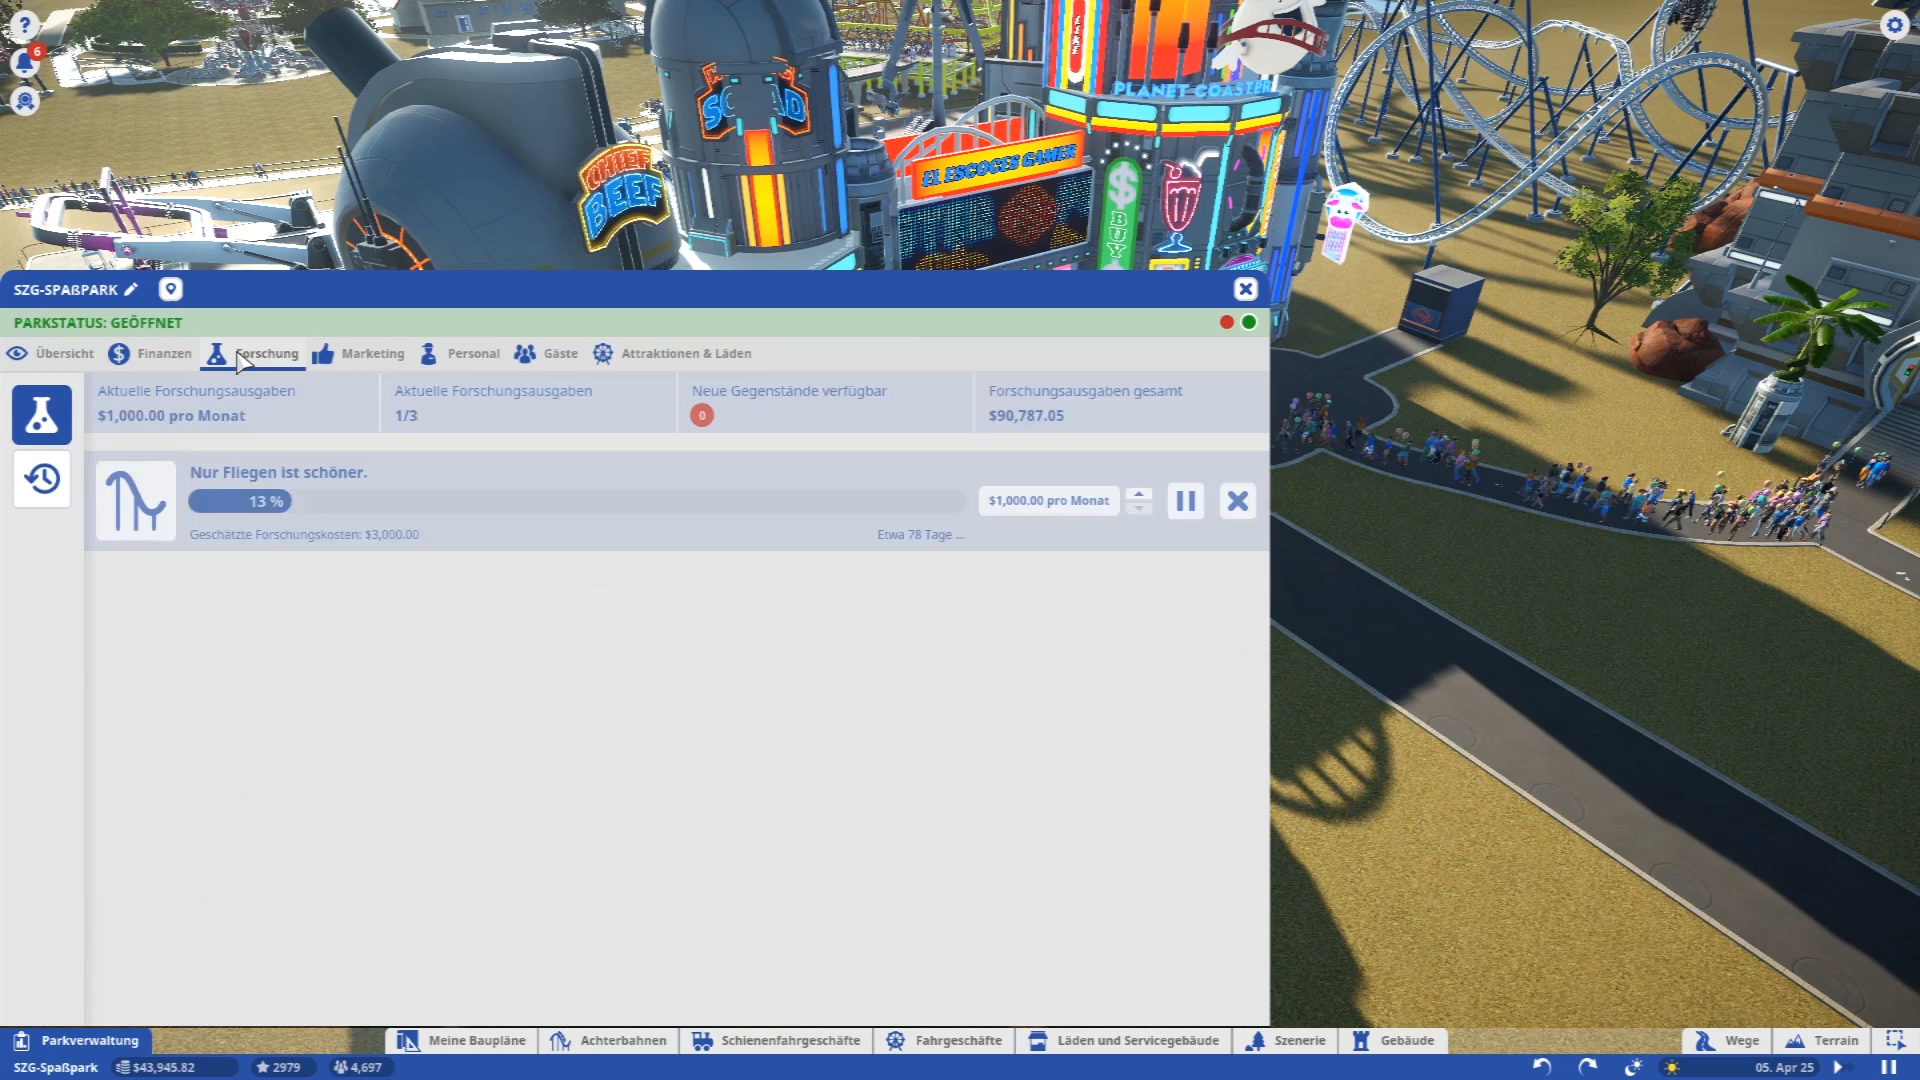 6
PLANET COASTER
SQUAD
CHIEF
BEEF
EL ESCOCES GAMER
$
BUY
SZG-SPAßPARK
PARKSTATUS: GEÖFFNET
Übersicht
Finanzen
Forschung
Marketing
Personal
Gäste
Attraktionen & Läden
Aktuelle Forschungsausgaben
$1,000.00 pro Monat
Aktuelle Forschungsausgaben
1/3
Neue Gegenstände verfügbar
0
Forschungsausgaben gesamt
$90,787.05
Nur Fliegen ist schöner.
13 %
$1,000.00 pro Monat
Geschätzte Forschungskosten: $3,000.00
Etwa 78 Tage ...
Parkverwaltung
Meine Baupläne
Achterbahnen
Schienenfahrgeschäfte
Fahrgeschäfte
Läden und Servicegebäude
Szenerie
Gebäude
Wege
Terrain
SZG-Spaßpark
$43,945.82
2979
4,697
05. Apr 25